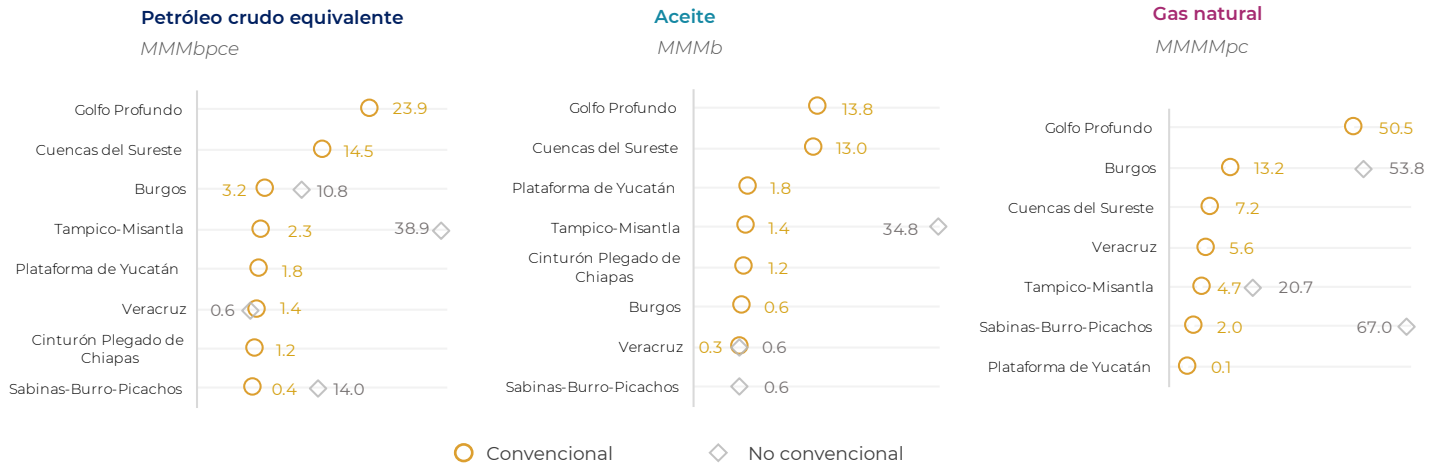 Petróleo crudo equivalente
MMMbpce
Golfo Profundo 23.9
Cuencas del Sureste 14.5
Burgos 3.2 10.8
Tampico-Misantla 2.3 38.9
Plataforma de Yucatán 1.8
Veracruz 0.6 1.4
Cinturón Plegado de
Chiapas 1.2
Sabinas-Burro-Picachos 0.4 14.0
Aceite
MMMb
Golfo Profundo 13.8
Cuencas del Sureste 13.0
Plataforma de Yucatán 1.8
Tampico-Misantla 1.4 34.8
Cinturón Plegado de
Chiapas 1.2
Burgos 0.6
Veracruz 0.3 0.6
Sabinas-Burro-Picachos 0.6
Gas natural
MMMMpc
Golfo Profundo 50.5
Burgos 13.2 53.8
Cuencas del Sureste 7.2
Veracruz 5.6
Tampico-Misantla 4.7 20.7
Sabinas-Burro-Picachos 2.0 67.0
Plataforma de Yucatán 0.1
Convencional No convencional